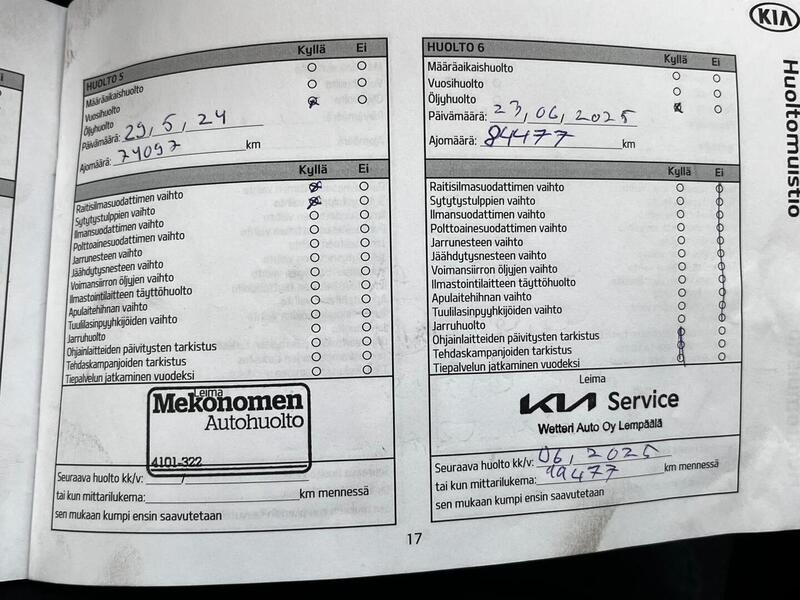 KIA
Huoltomuistio
HUOLTO 5
Kyllä Ei
Määräaikaishuolto
Vuosihuolto
Öljyhuolto
Päivämäärä: 29, 5, 24
Ajomäärä: 74097 km
Kyllä Ei
Raitisilmasuodattimen vaihto
Sytytystulppien vaihto
Ilmansuodattimen vaihto
Polttoainesuodattimen vaihto
Jarrunesteen vaihto
Jäähdytysnesteen vaihto
Voimansiirron öljyjen vaihto
Ilmastointilaitteen täyttöhuolto
Apulaitehihnan vaihto
Tuulilasinpyyhkijöiden vaihto
Jarruhuolto
Ohjainlaitteiden päivitysten tarkistus
Tehdaskampanjoiden tarkistus
Tiepalvelun jatkaminen vuodeksi
Leima
Mekonomen
Autohuolto
4101-322
Seuraava huolto kk/v: /
tai kun mittarilukema: km mennessä
sen mukaan kumpi ensin saavutetaan
HUOLTO 6
Kyllä Ei
Määräaikaishuolto
Vuosihuolto
Öljyhuolto
Päivämäärä: 23, 06, 2025
Ajomäärä: 84477 km
Kyllä Ei
Raitisilmasuodattimen vaihto
Sytytystulppien vaihto
Ilmansuodattimen vaihto
Polttoainesuodattimen vaihto
Jarrunesteen vaihto
Jäähdytysnesteen vaihto
Voimansiirron öljyjen vaihto
Ilmastointilaitteen täyttöhuolto
Apulaitehihnan vaihto
Tuulilasinpyyhkijöiden vaihto
Jarruhuolto
Ohjainlaitteiden päivitysten tarkistus
Tehdaskampanjoiden tarkistus
Tiepalvelun jatkaminen vuodeksi
Leima
KIA Service
Wetteri Auto Oy Lempäälä
Seuraava huolto kk/v: 06, 2025
tai kun mittarilukema: 99477 km mennessä
sen mukaan kumpi ensin saavutetaan
17